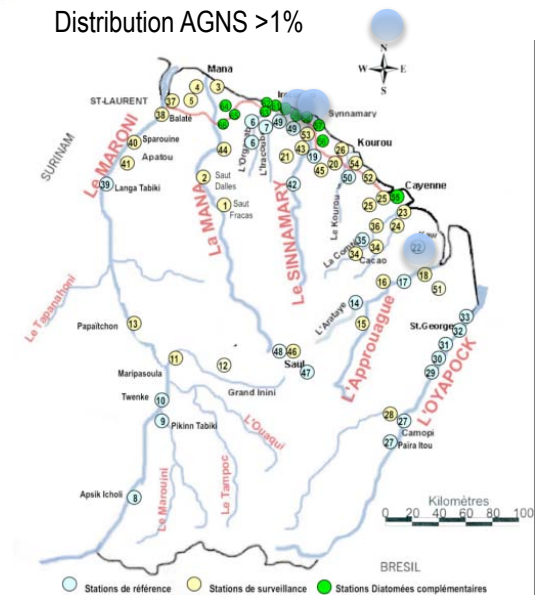 Distribution AGNS >1%
N
W E
S
Mana
ST-LAURENT
Balaté
Synnamary
SURINAM
Sparouine
Apatou
Langa Tabiki
Le MARONI
L'Organabo
L'Iracoubo
Kourou
Cayenne
Saut
Dalles
Saut
Fracas
La MANA
Le SINNAMARY
Le Kourou
La Comté
Cacao
Le Tapanahoni
L'Arataye
L'Approuague
St.George
L'OYAPOCK
Papaïtchon
Maripasoula
Saul
Grand Inini
Twenke
Pikinn Tabiki
L'Ouaqui
Camopi
Paira Itou
Apsik Icholi
Le Marouini
Le Tampoc
Kilomètres
0 20 40 60 80 100
BRESIL
Stations de référence Stations de surveillance Stations Diatomées complémentaires
3
4
5
37
38
40
41
39
44
2
1
6
6
7
49
49
53
43
21
19
45
42
26
20
54
50
52
25
25
23
24
36
35
34
34
22
18
51
16
17
14
15
33
32
31
30
29
28
27
27
13
11
12
48
46
47
10
9
8